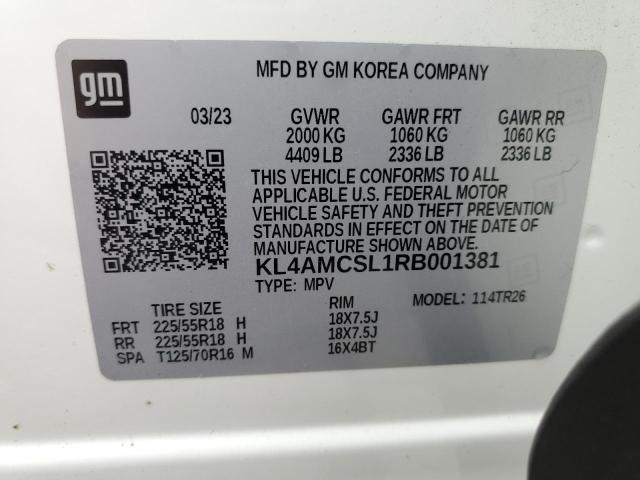 gm
MFD BY GM KOREA COMPANY
03/23 GVWR GAWR FRT GAWR RR
2000 KG 1060 KG 1060 KG
4409 LB 2336 LB 2336 LB
THIS VEHICLE CONFORMS TO ALL
APPLICABLE U.S. FEDERAL MOTOR
VEHICLE SAFETY AND THEFT PREVENTION
STANDARDS IN EFFECT ON THE DATE OF
MANUFACTURE SHOWN ABOVE.
KL4AMCSL1RB001381
TYPE: MPV MODEL: 114TR26
TIRE SIZE RIM
FRT 225/55R18 H 18X7.5J
RR 225/55R18 H 18X7.5J
SPA T125/70R16 M 16X4BT